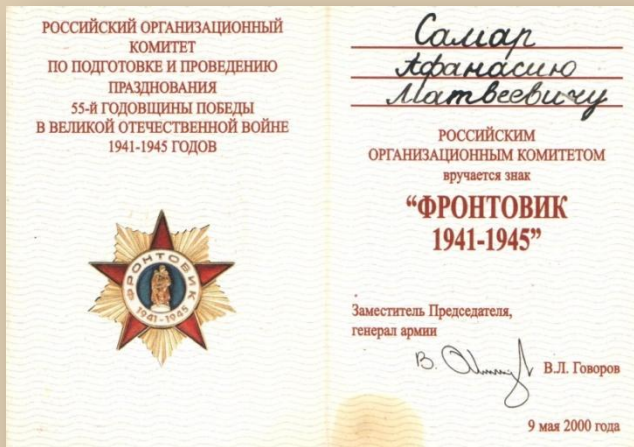 РОССИЙСКИЙ ОРГАНИЗАЦИОННЫЙ
КОМИТЕТ
ПО ПОДГОТОВКЕ И ПРОВЕДЕНИЮ
ПРАЗДНОВАНИЯ
55-й ГОДОВЩИНЫ ПОБЕДЫ
В ВЕЛИКОЙ ОТЕЧЕСТВЕННОЙ ВОЙНЕ
1941-1945 ГОДОВ
ФРОНТОВИК
1941-1945
Самар
Афанасию
Матвеевичу
РОССИЙСКИМ
ОРГАНИЗАЦИОННЫМ КОМИТЕТОМ
вручается знак
“ФРОНТОВИК
1941-1945”
Заместитель Председателя,
генерал армии
В.Л. Говоров
9 мая 2000 года